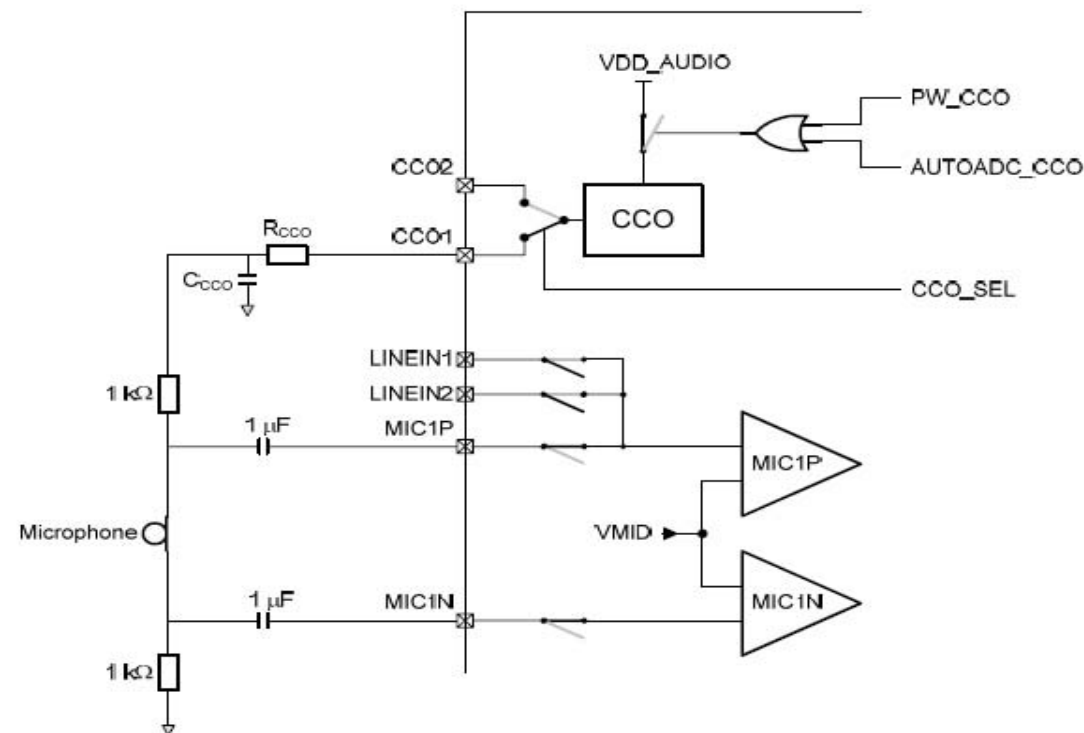 VDD_AUDIO
PW_CCO
AUTOADC_CCO
CCO2
CCO
RCCO
CCO1
CCCO
CCO_SEL
LINEIN1
1 kΩ
LINEIN2
1 µF
MIC1P
MIC1P
Microphone
VMID
1 µF
MIC1N
MIC1N
1 kΩ